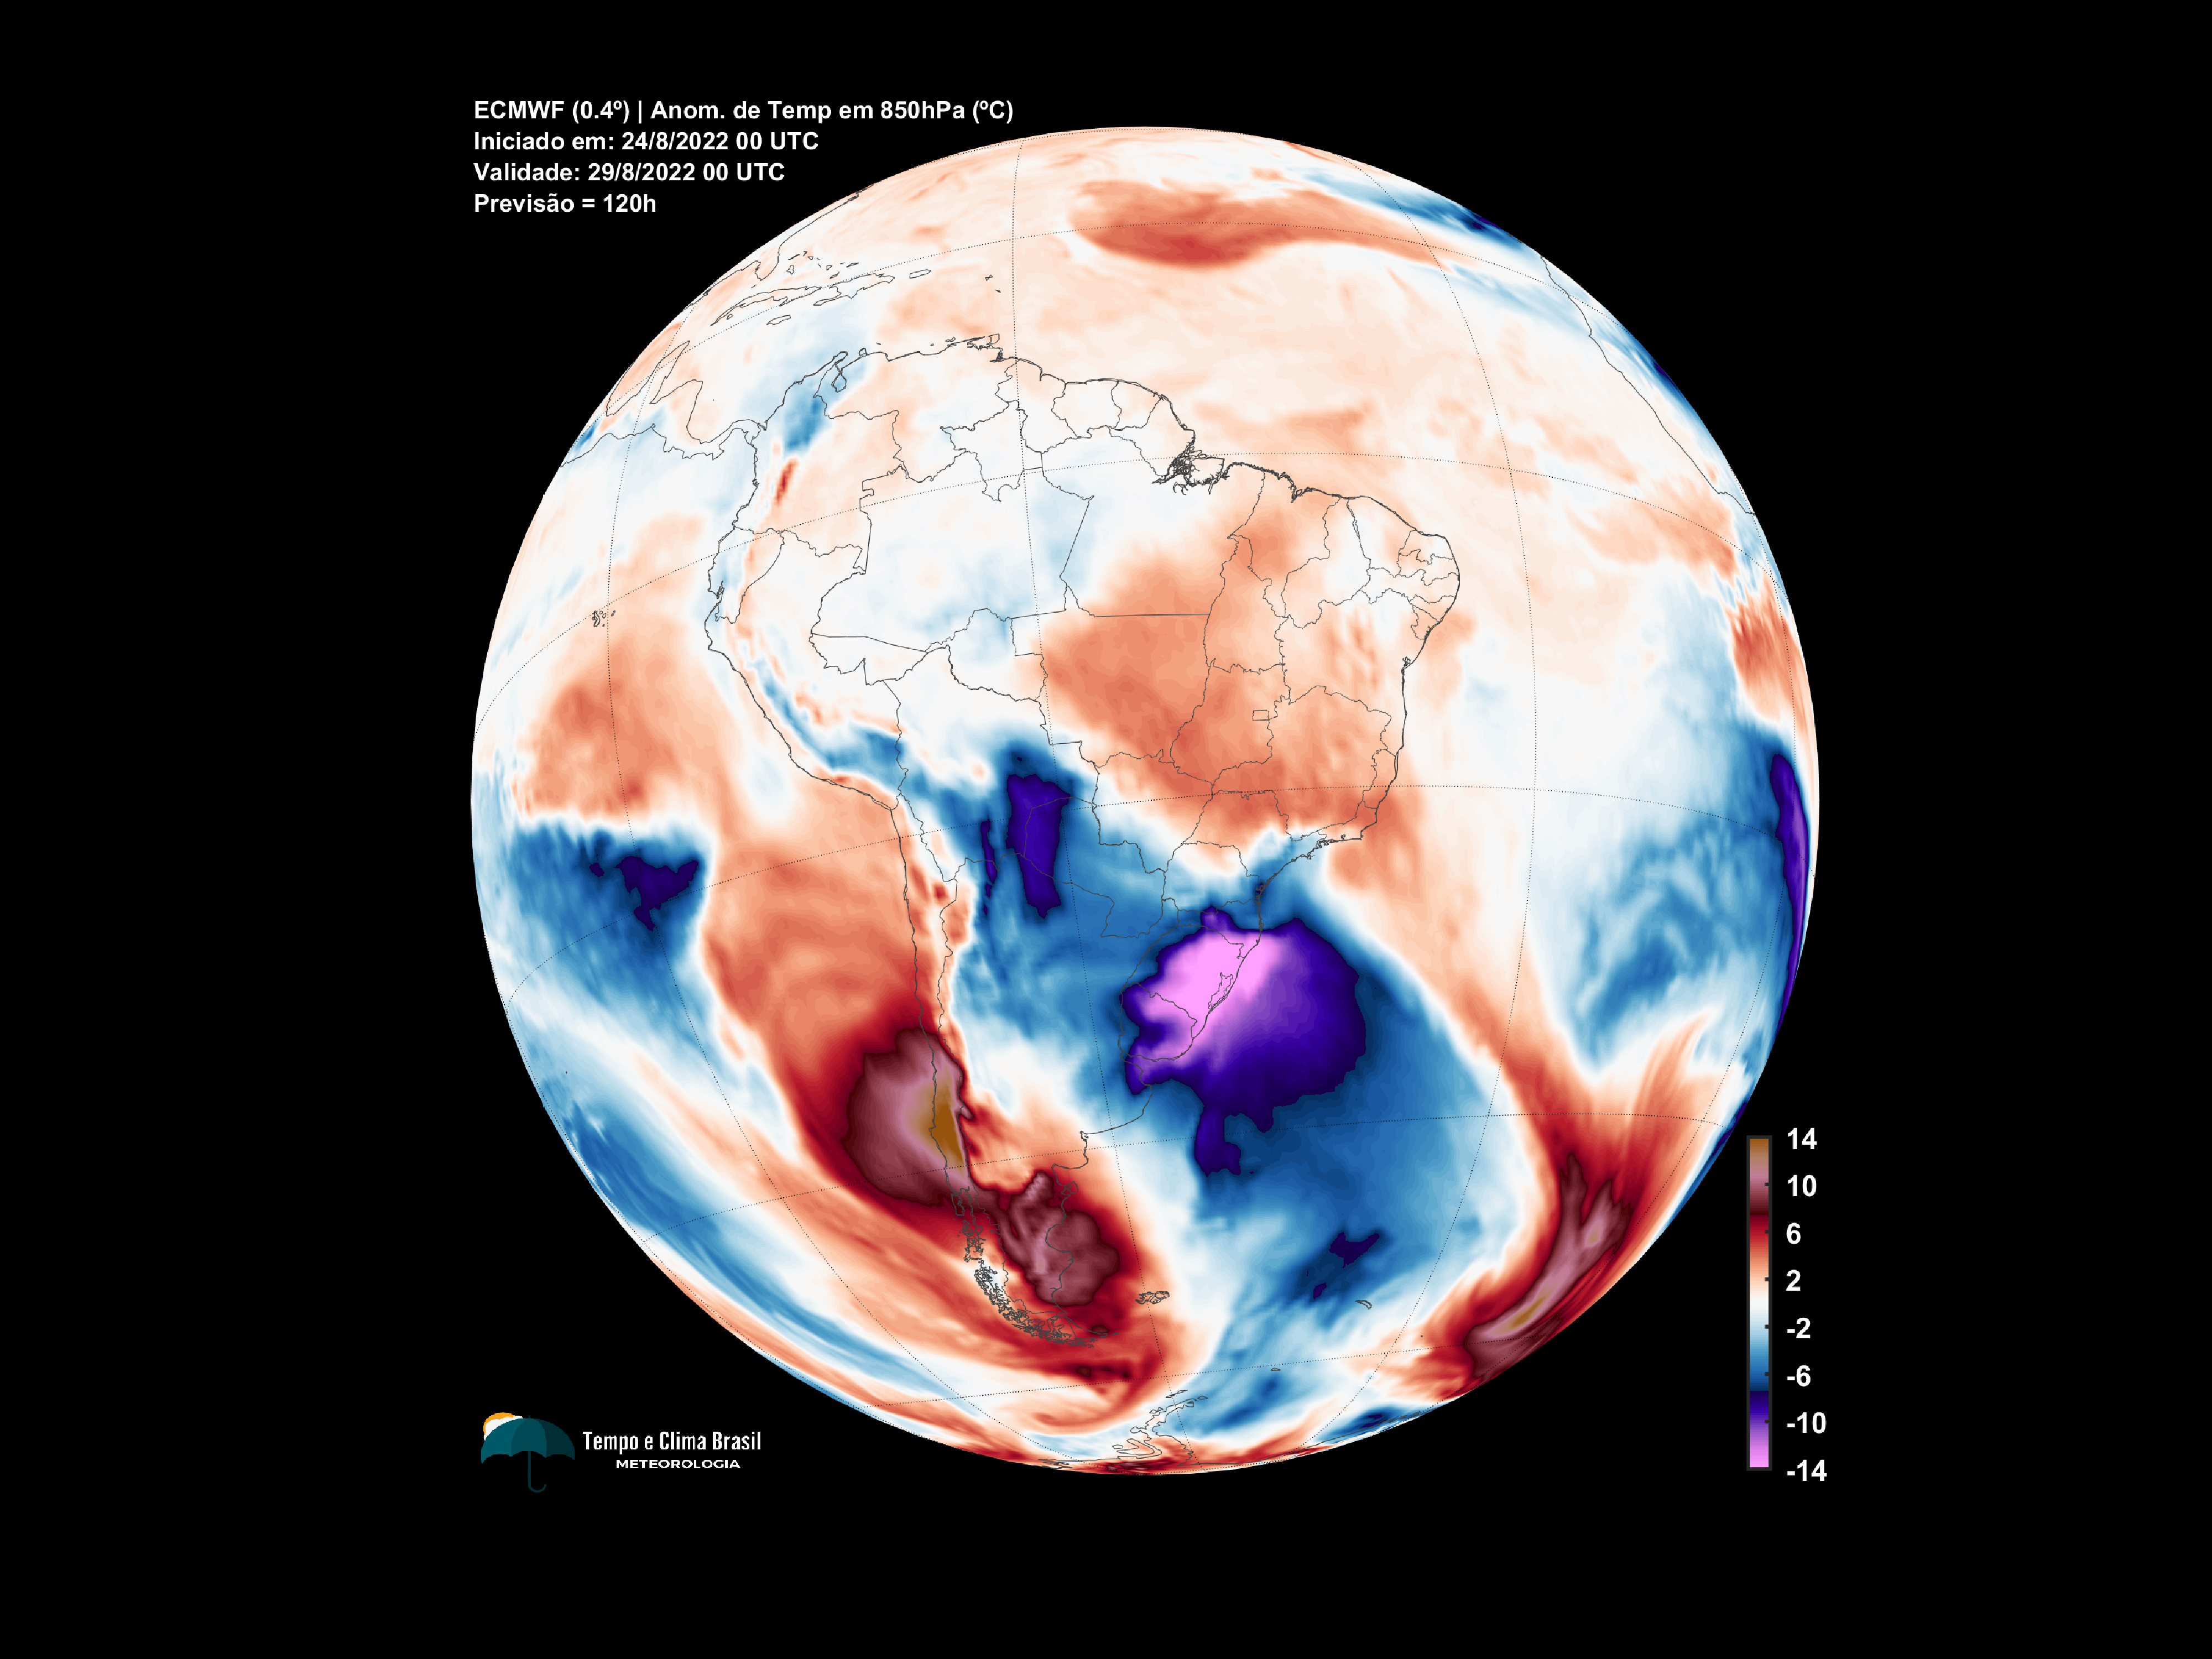 ECMWF (0.4º) | Anom. de Temp em 850hPa (ºC)
Iniciado em: 24/8/2022 00 UTC
Validade: 29/8/2022 00 UTC
Previsão = 120h
14
10
6
2
-2
-6
-10
-14
Tempo e Clima Brasil
METEOROLOGIA